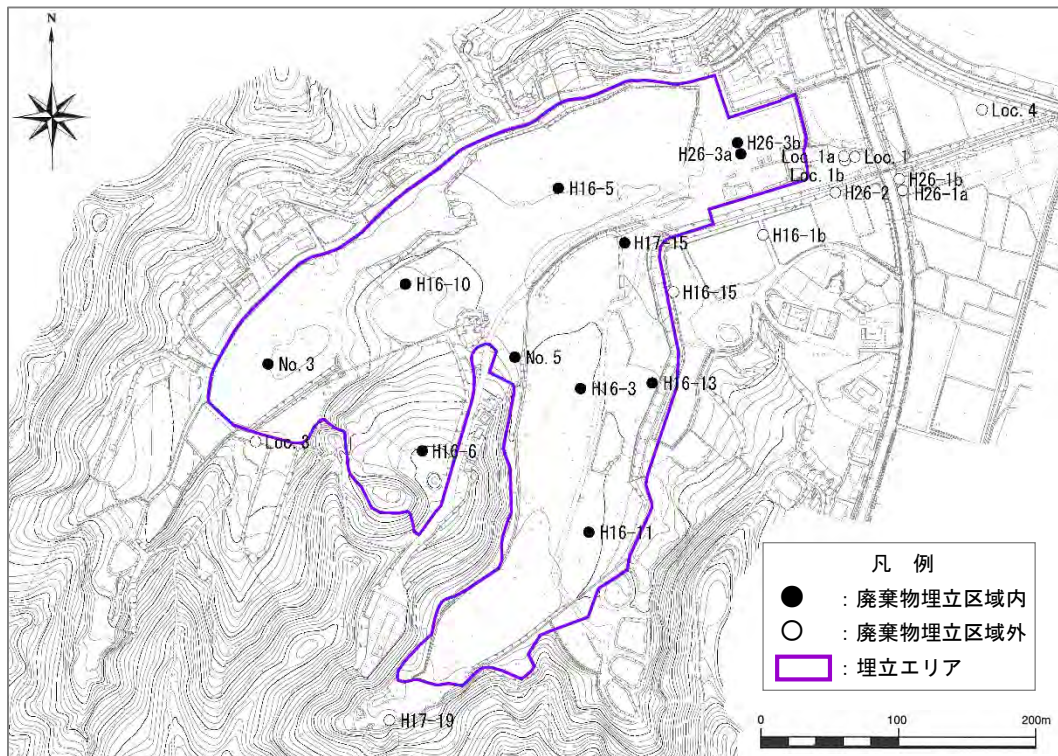 N
Loc. 4
H26-3b
H26-3a
Loc. 1a
Loc. 1
Loc. 1b
H26-1b
H26-1a
H26-2
H16-5
H16-1b
H17-15
H16-10
H16-15
No. 3
No. 5
H16-3
H16-13
Loc. 3
H16-6
H16-11
H17-19
凡 例
：廃棄物埋立区域内
：廃棄物埋立区域外
：埋立エリア
0 100 200m